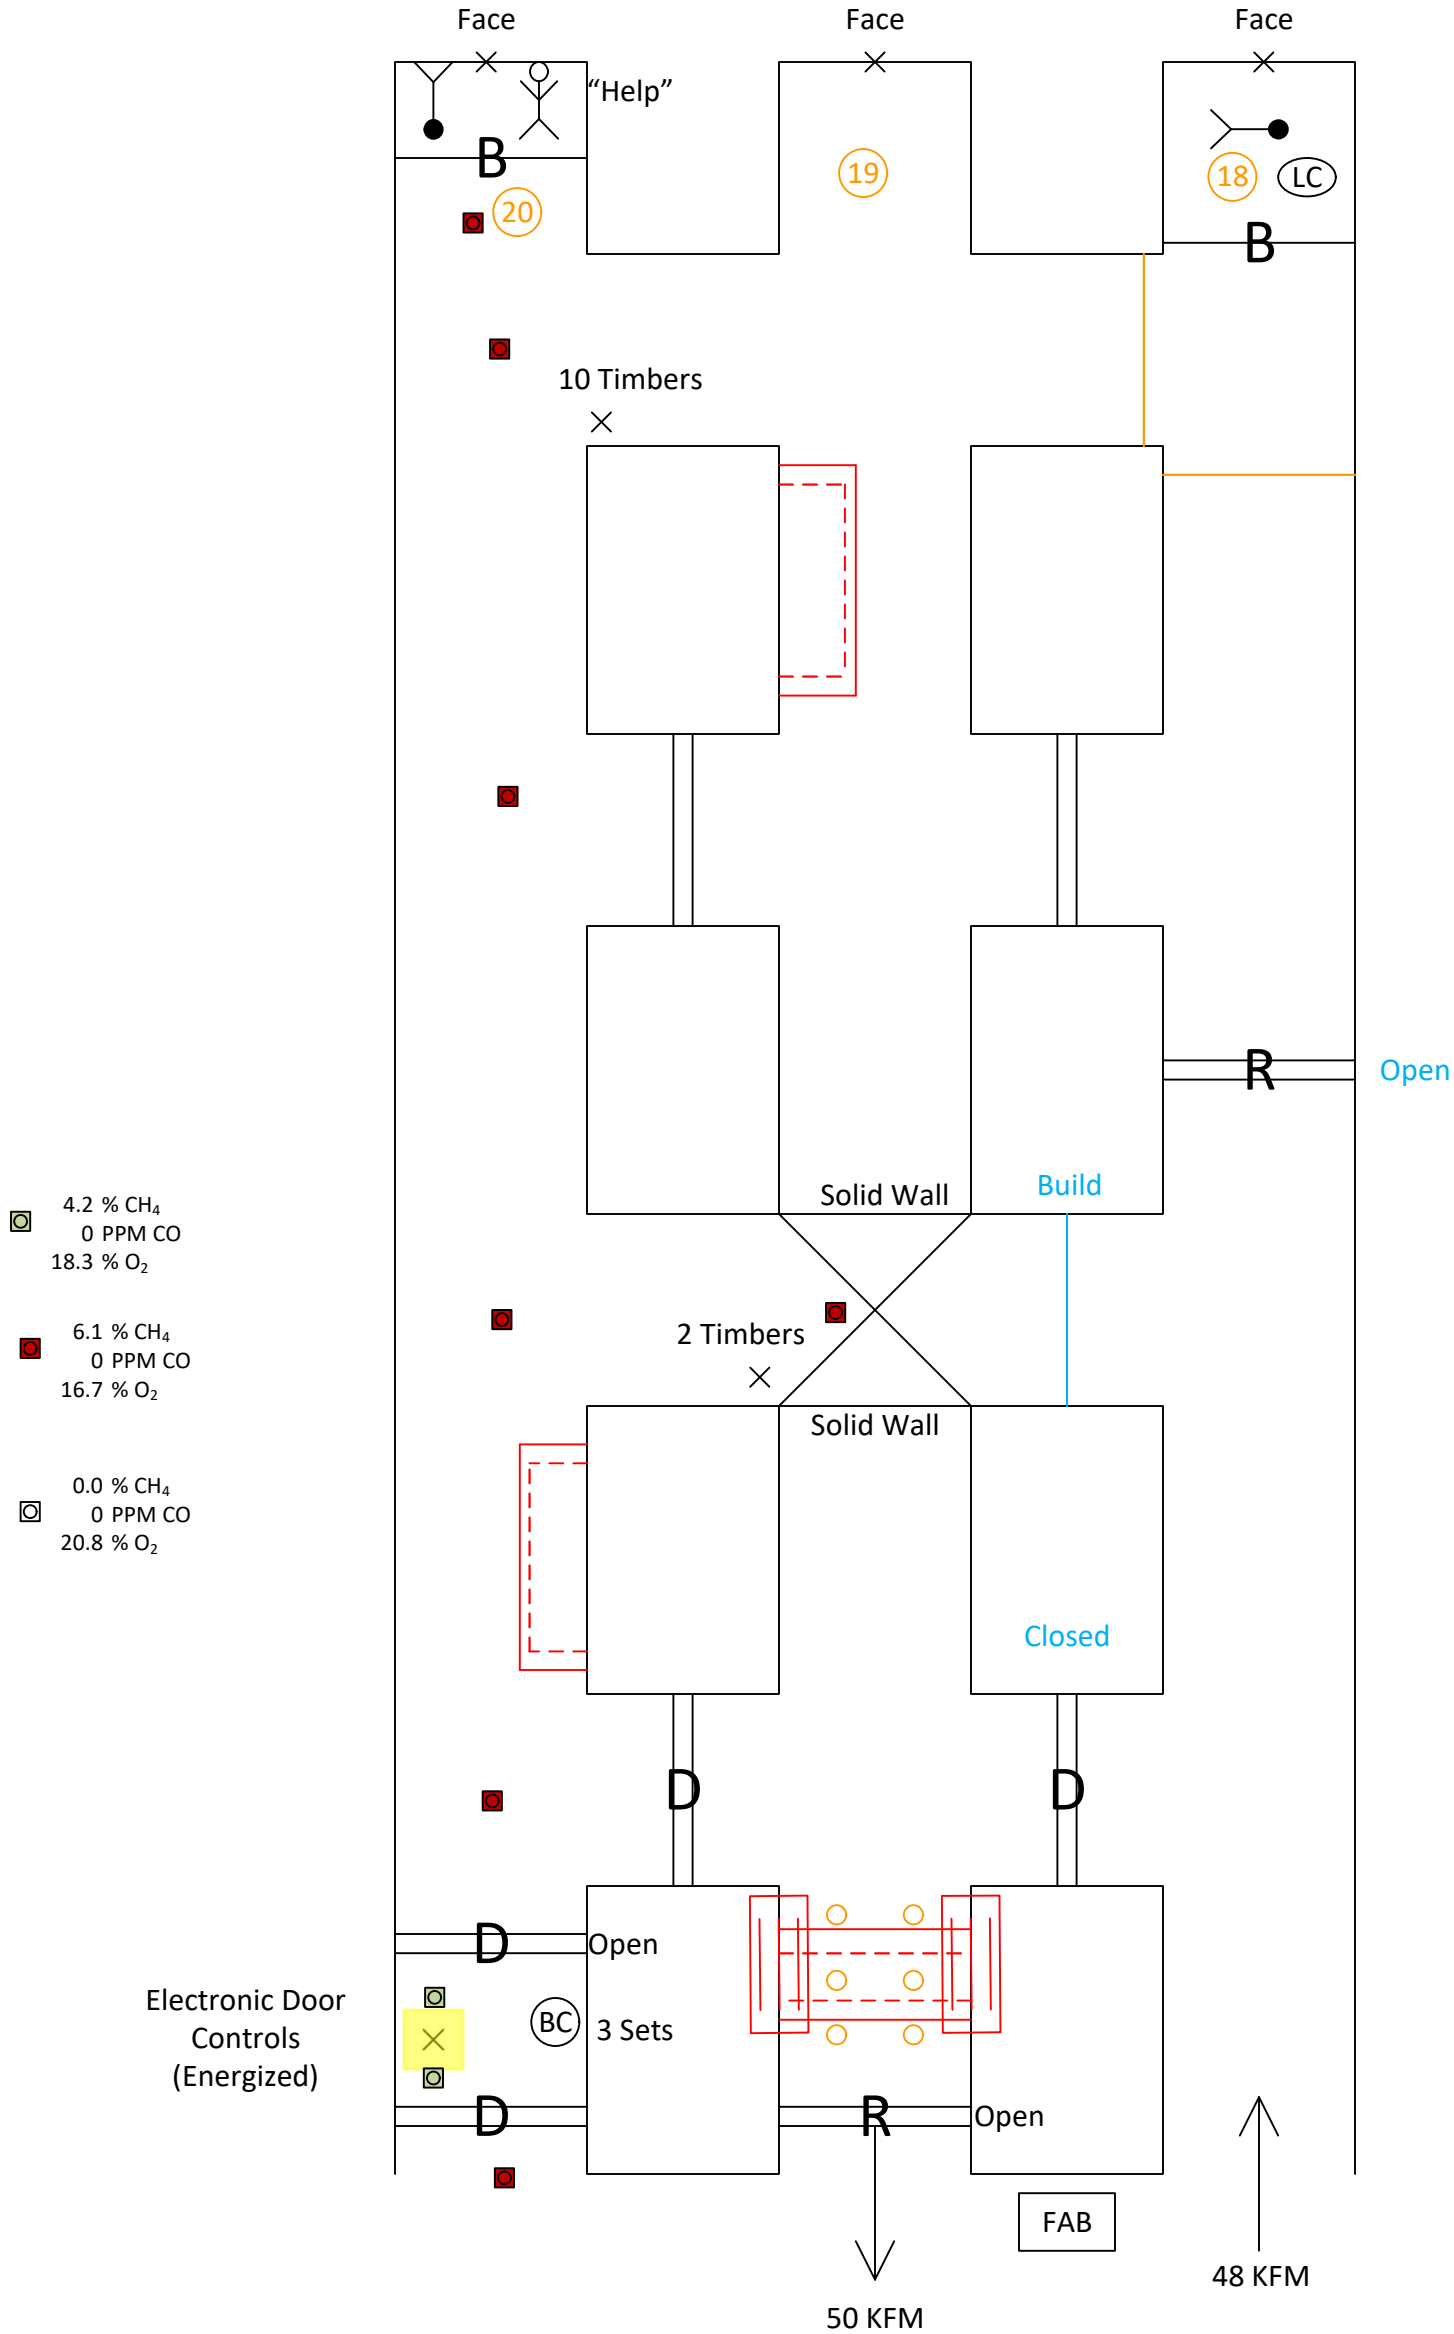 Face
Face
Face
“Help”
B
20
19
18
LC
B
10 Timbers
R
Open
Solid Wall
Build
4.2 % CH₄
0 PPM CO
18.3 % O₂
6.1 % CH₄
0 PPM CO
16.7 % O₂
2 Timbers
Solid Wall
0.0 % CH₄
0 PPM CO
20.8 % O₂
Closed
D
D
D
Open
Electronic Door
Controls
(Energized)
BC
3 Sets
D
R
Open
FAB
48 KFM
50 KFM